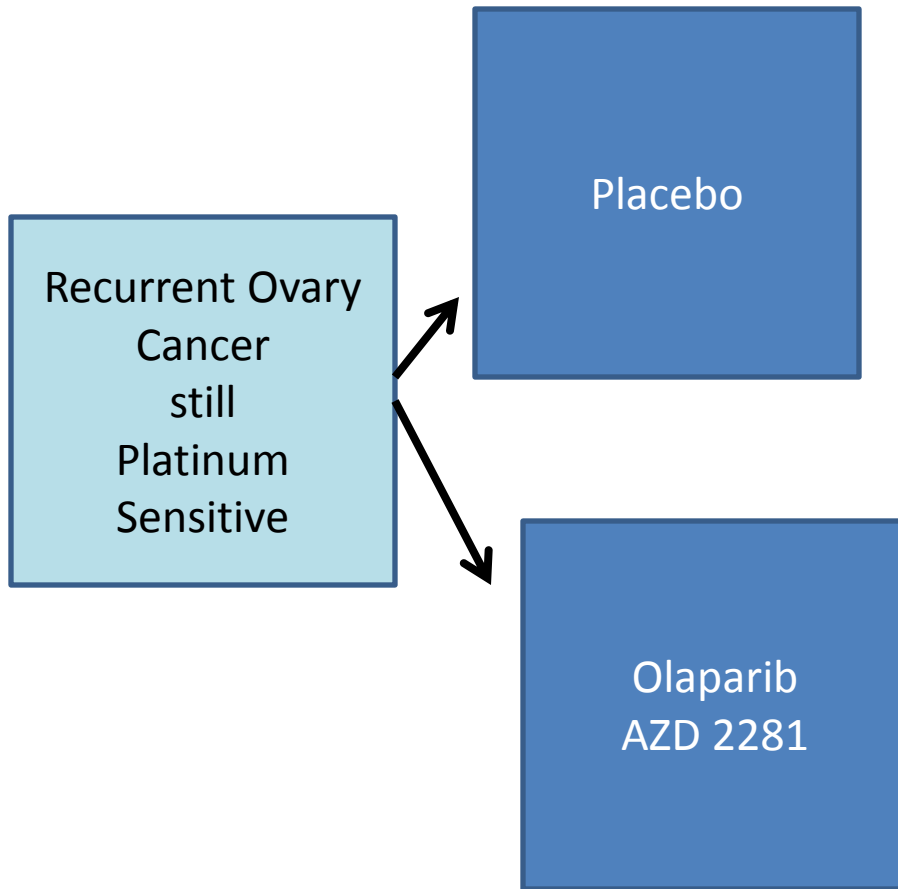 Placebo
Recurrent Ovary
Cancer
still
Platinum
Sensitive
Olaparib
AZD 2281